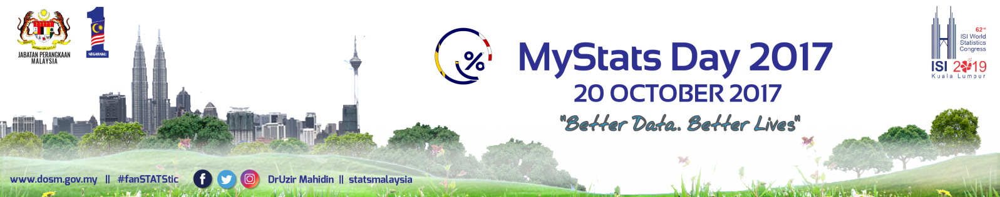 JABATAN PERANGKAAN
MALAYSIA
1
NEGARAKU
%
MyStats Day 2017
20 OCTOBER 2017
"Better Data. Better Lives"
62nd
ISI World
Statistics
Congress
ISI 2019
Kuala Lumpur
www.dosm.gov.my || #fanSTATStic
DrUzir Mahidin || statsmalaysia